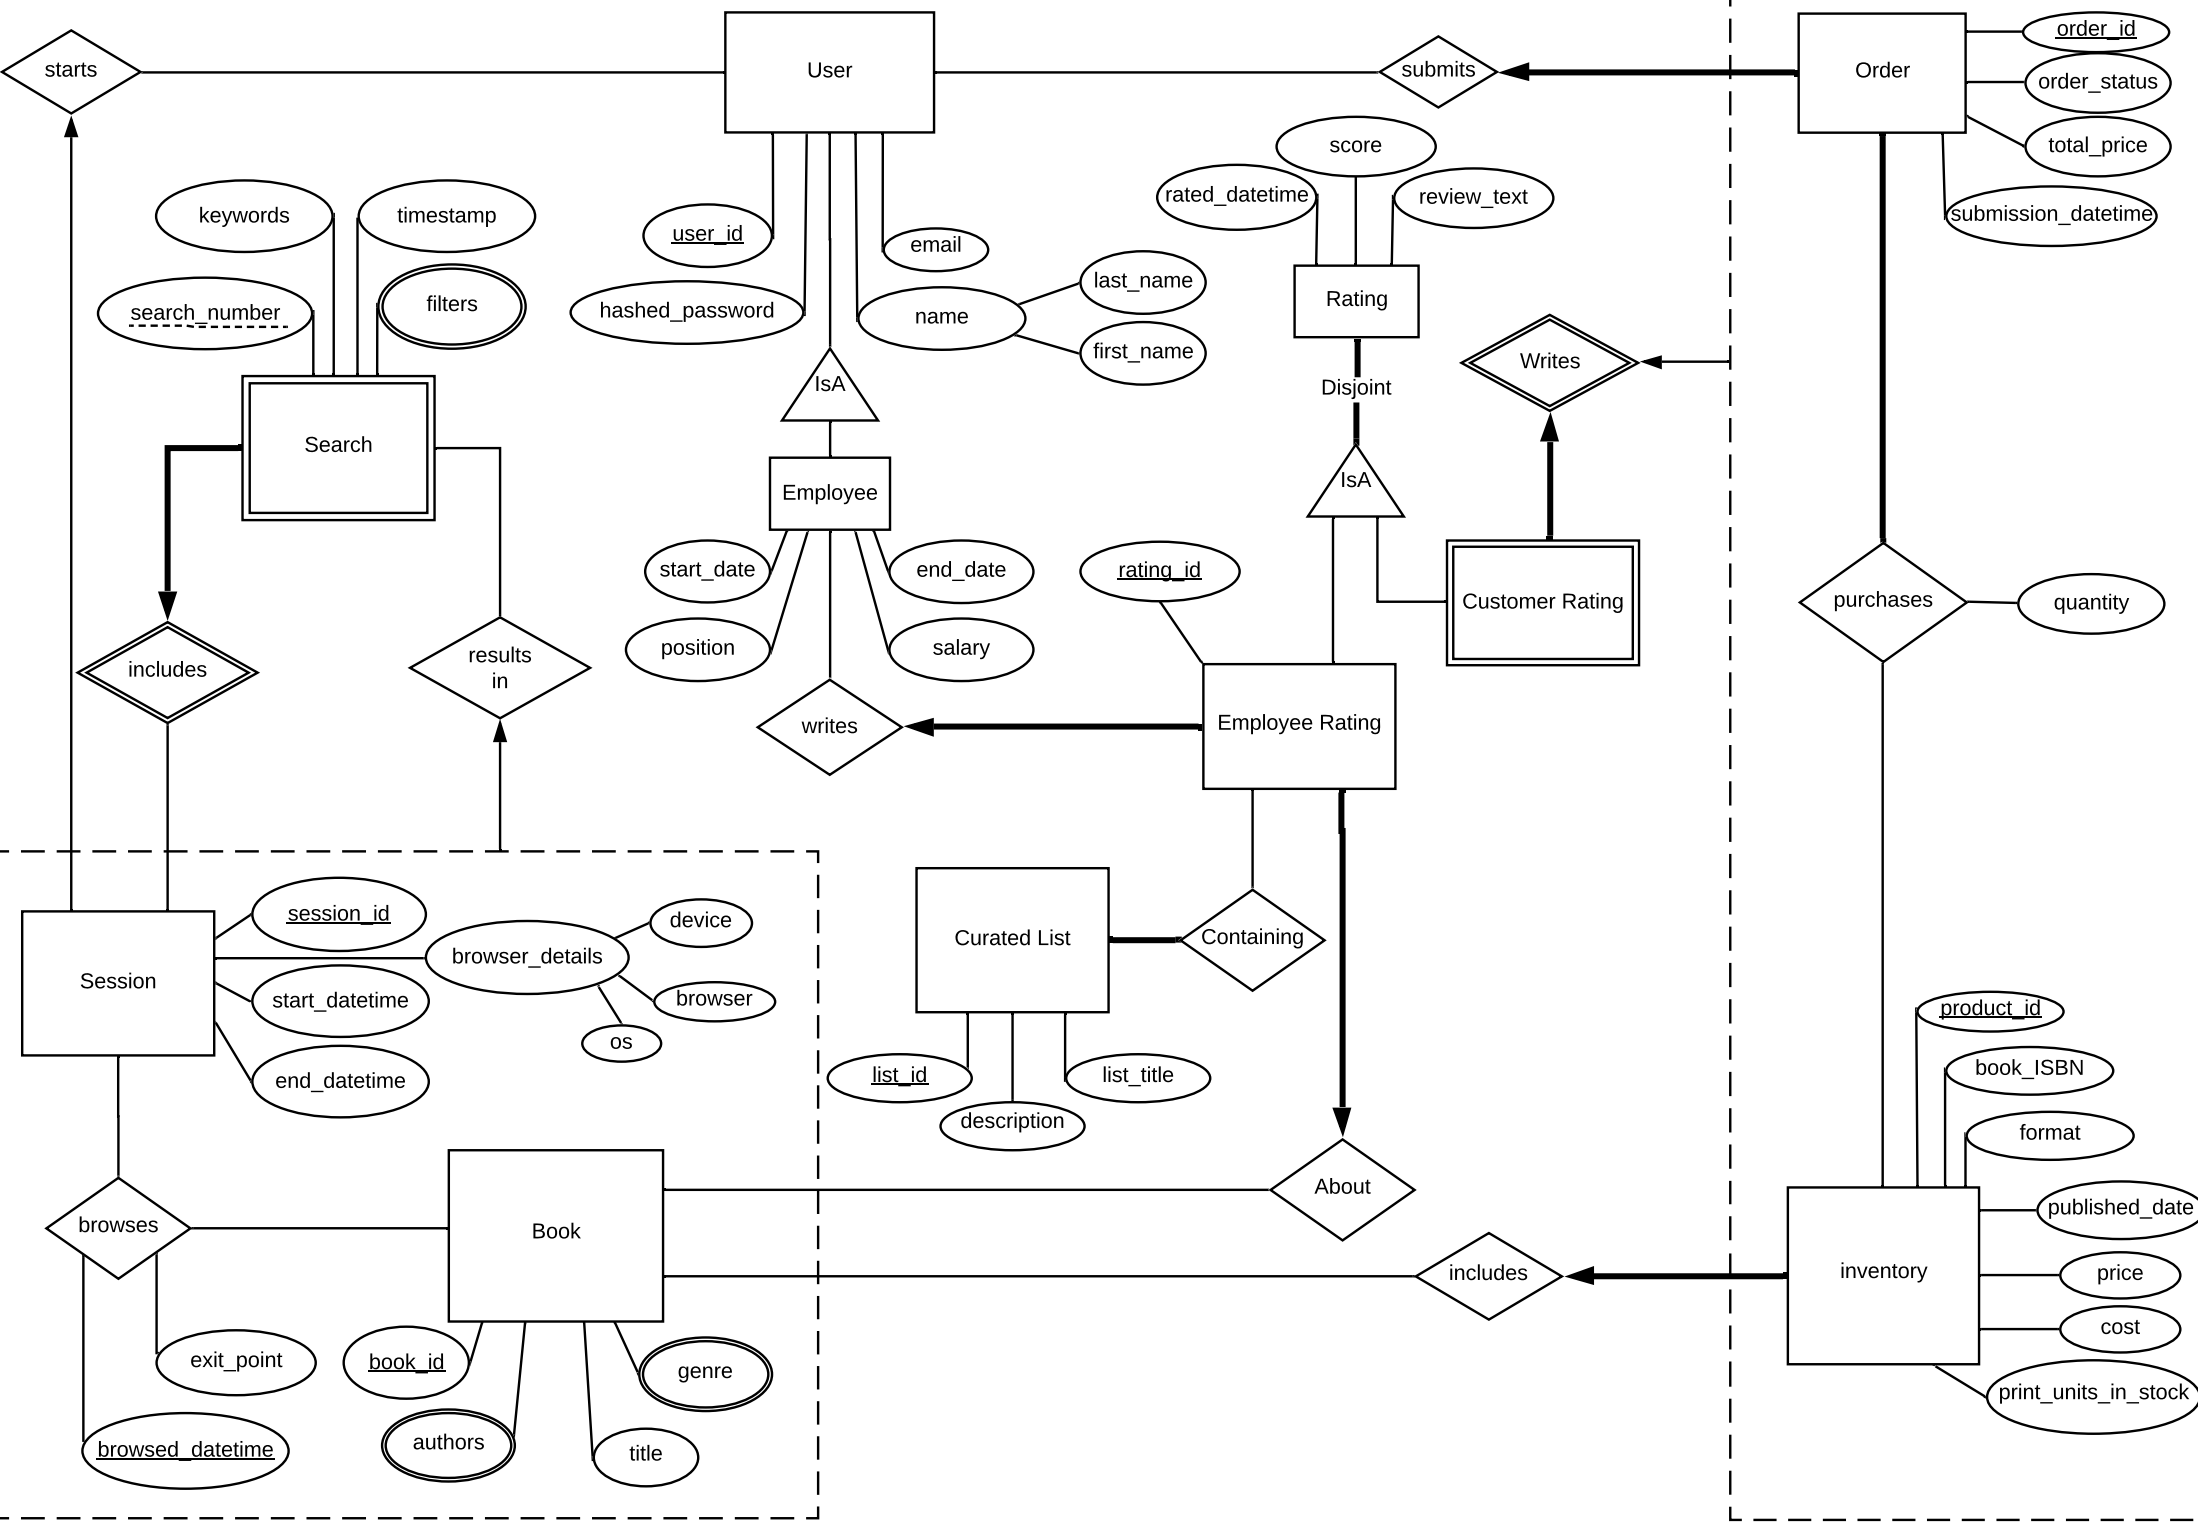 starts
User
submits
Order
order_id
order_status
total_price
submission_datetime
score
rated_datetime
review_text
keywords
timestamp
user_id
email
search_number
filters
hashed_password
name
last_name
first_name
Rating
Disjoint
Writes
IsA
Search
Employee
IsA
start_date
end_date
position
salary
rating_id
Customer Rating
purchases
quantity
includes
results
in
writes
Employee Rating
Session
session_id
browser_details
device
browser
os
start_datetime
end_datetime
Curated List
Containing
list_id
list_title
description
product_id
book_ISBN
format
published_date
price
cost
print_units_in_stock
inventory
About
includes
browses
Book
exit_point
browsed_datetime
book_id
authors
title
genre